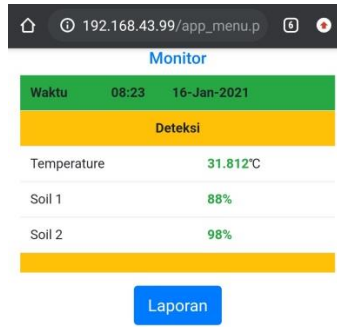 192.168.43.99/app_menu.p 6
Monitor
Waktu 08:23 16-Jan-2021
Deteksi
Temperature 31.812℃
Soil 1 88%
Soil 2 98%
Laporan